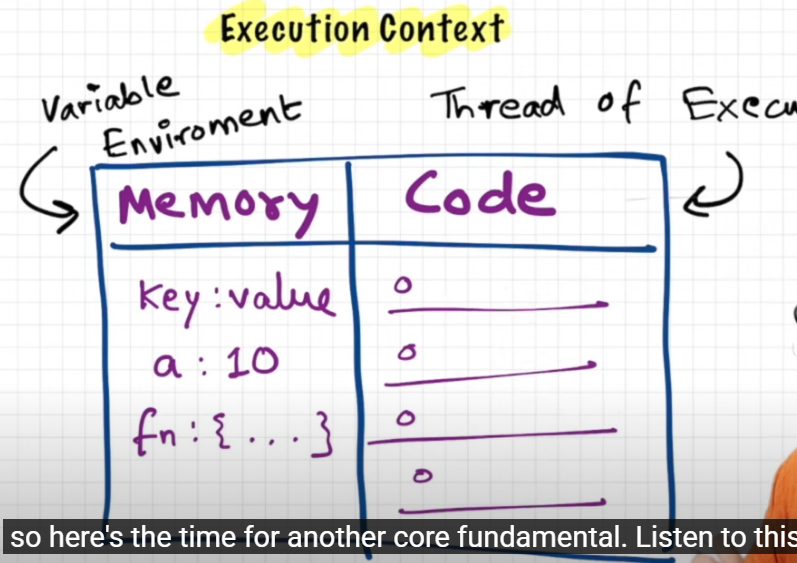 Execution Context
Variable
Enviroment
Thread of Execu
Memory Code
key : value
a : 10
fn : { . . . }
so here's the time for another core fundamental. Listen to this